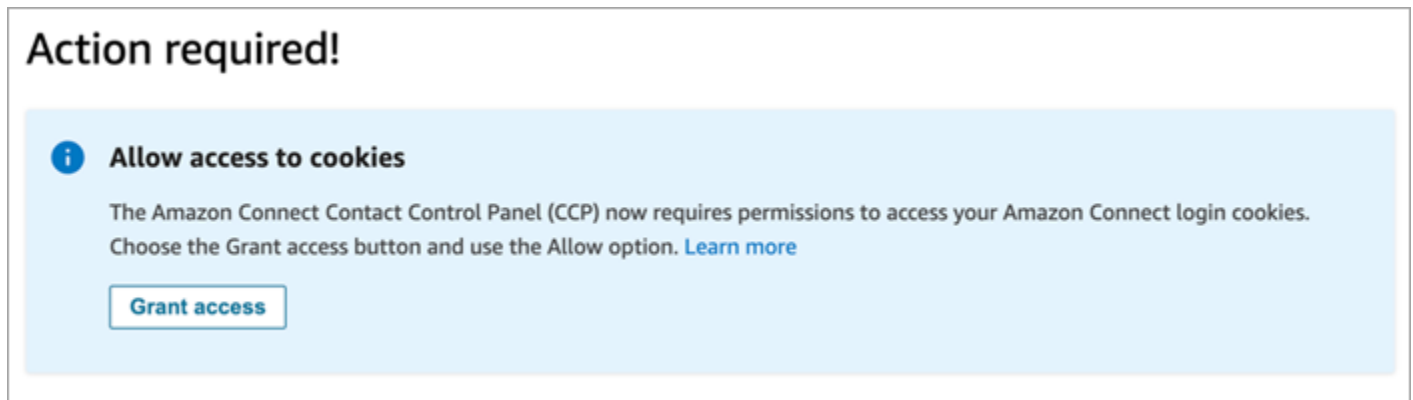 Action required!
Allow access to cookies
The Amazon Connect Contact Control Panel (CCP) now requires permissions to access your Amazon Connect login cookies.
Choose the Grant access button and use the Allow option. Learn more
Grant access